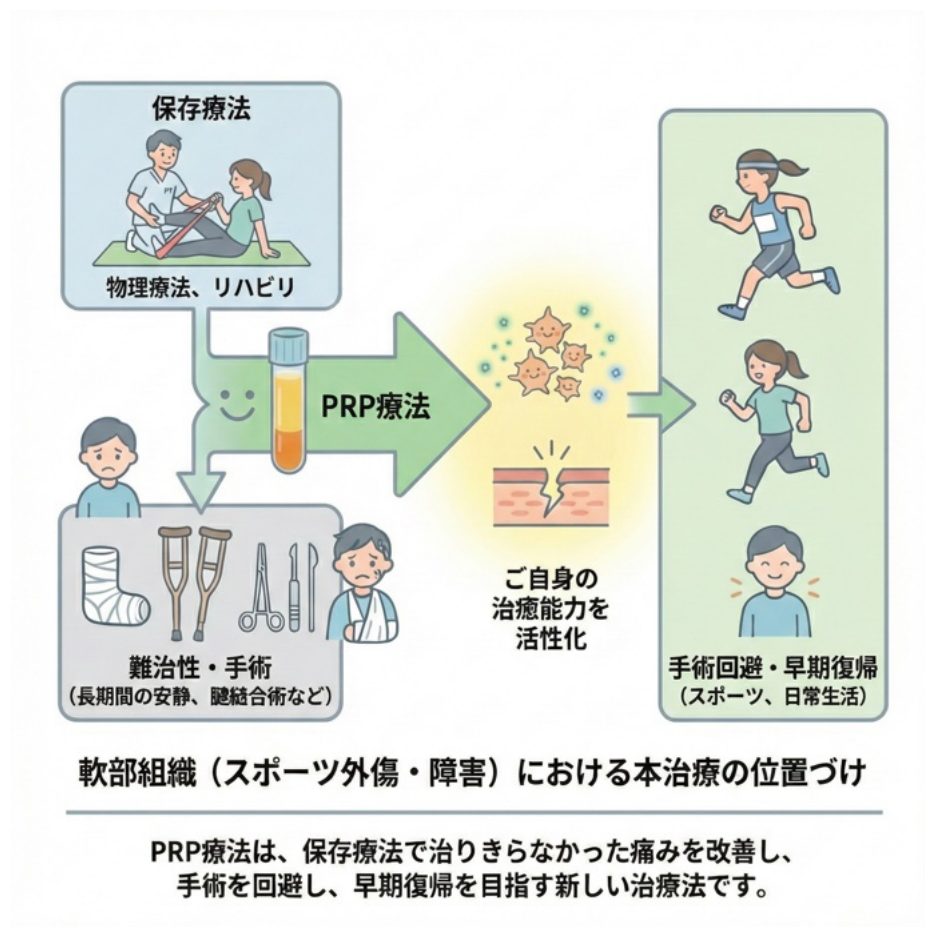 保存療法
物理療法、リハビリ
PRP療法
難治性・手術
（長期間の安静、腱縫合術など）
ご自身の
治癒能力を
活性化
手術回避・早期復帰
（スポーツ、日常生活）
軟部組織（スポーツ外傷・障害）における本治療の位置づけ
PRP療法は、保存療法で治りきらなかった痛みを改善し、
手術を回避し、早期復帰を目指す新しい治療法です。